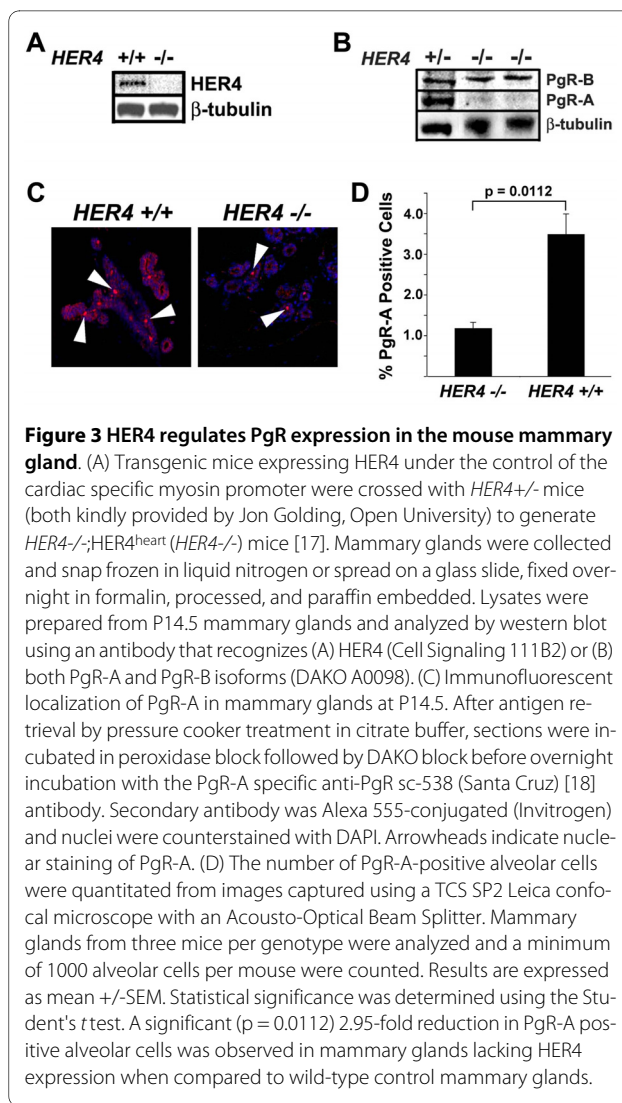 A
B
HER4 +/+ -/-
HER4
β-tubulin
HER4 +/- -/- -/-
PgR-B
PgR-A
β-tubulin
C
D
HER4 +/+
HER4 -/-
p = 0.0112
% PgR-A Positive Cells
4.0
3.0
2.0
1.0
HER4 -/-
HER4 +/+
Figure 3 HER4 regulates PgR expression in the mouse mammary
gland. (A) Transgenic mice expressing HER4 under the control of the
cardiac specific myosin promoter were crossed with HER4+/- mice
(both kindly provided by Jon Golding, Open University) to generate
HER4-/-;HER4heart (HER4-/-) mice [17]. Mammary glands were collected
and snap frozen in liquid nitrogen or spread on a glass slide, fixed over-
night in formalin, processed, and paraffin embedded. Lysates were
prepared from P14.5 mammary glands and analyzed by western blot
using an antibody that recognizes (A) HER4 (Cell Signaling 111B2) or (B)
both PgR-A and PgR-B isoforms (DAKO A0098). (C) Immunofluorescent
localization of PgR-A in mammary glands at P14.5. After antigen re-
trieval by pressure cooker treatment in citrate buffer, sections were in-
cubated in peroxidase block followed by DAKO block before overnight
incubation with the PgR-A specific anti-PgR sc-538 (Santa Cruz) [18]
antibody. Secondary antibody was Alexa 555-conjugated (Invitrogen)
and nuclei were counterstained with DAPI. Arrowheads indicate nucle-
ar staining of PgR-A. (D) The number of PgR-A-positive alveolar cells
were quantitated from images captured using a TCS SP2 Leica confo-
cal microscope with an Acousto-Optical Beam Splitter. Mammary
glands from three mice per genotype were analyzed and a minimum
of 1000 alveolar cells per mouse were counted. Results are expressed
as mean +/-SEM. Statistical significance was determined using the Stu-
dent's t test. A significant (p = 0.0112) 2.95-fold reduction in PgR-A pos-
itive alveolar cells was observed in mammary glands lacking HER4
expression when compared to wild-type control mammary glands.